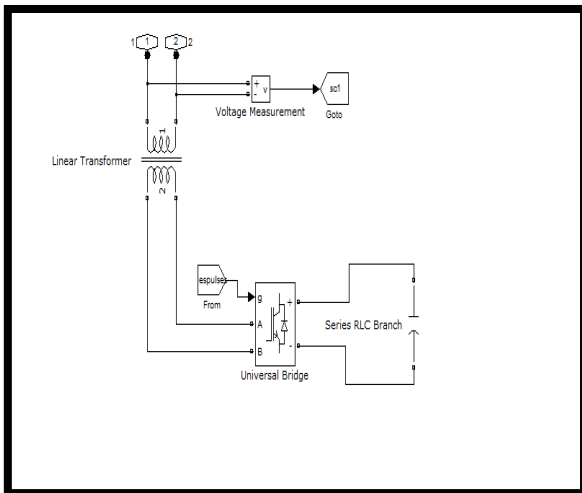 1 1 2 2
+
-
v
sc1
Voltage Measurement
Goto
1
Linear Transformer
2
espulses
From
g
+
A
Series RLC Branch
B
-
Universal Bridge